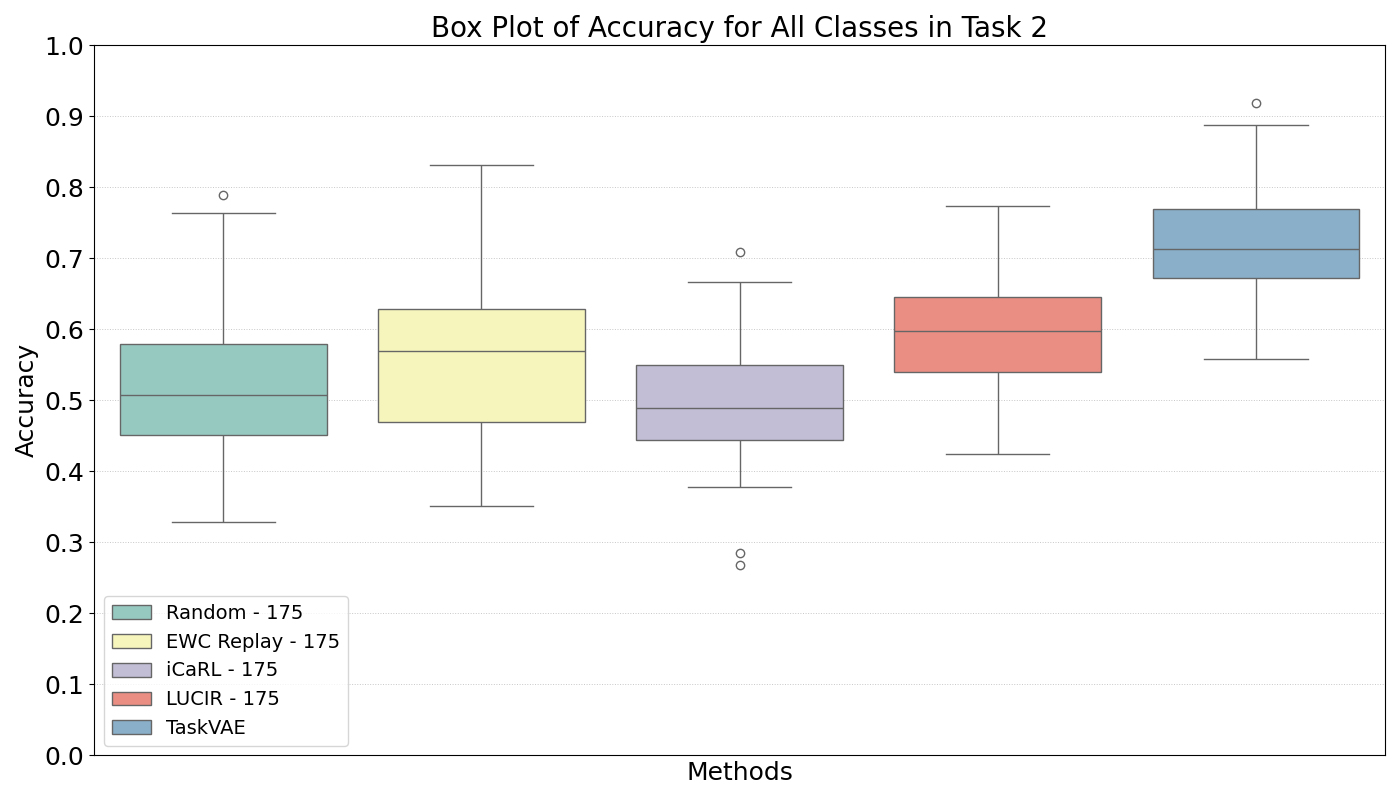 Box Plot of Accuracy for All Classes in Task 2
Accuracy
1.0
0.9
0.8
0.7
0.6
0.5
0.4
0.3
0.2
0.1
0.0
Random - 175
EWC Replay - 175
iCaRL - 175
LUCIR - 175
TaskVAE
Methods